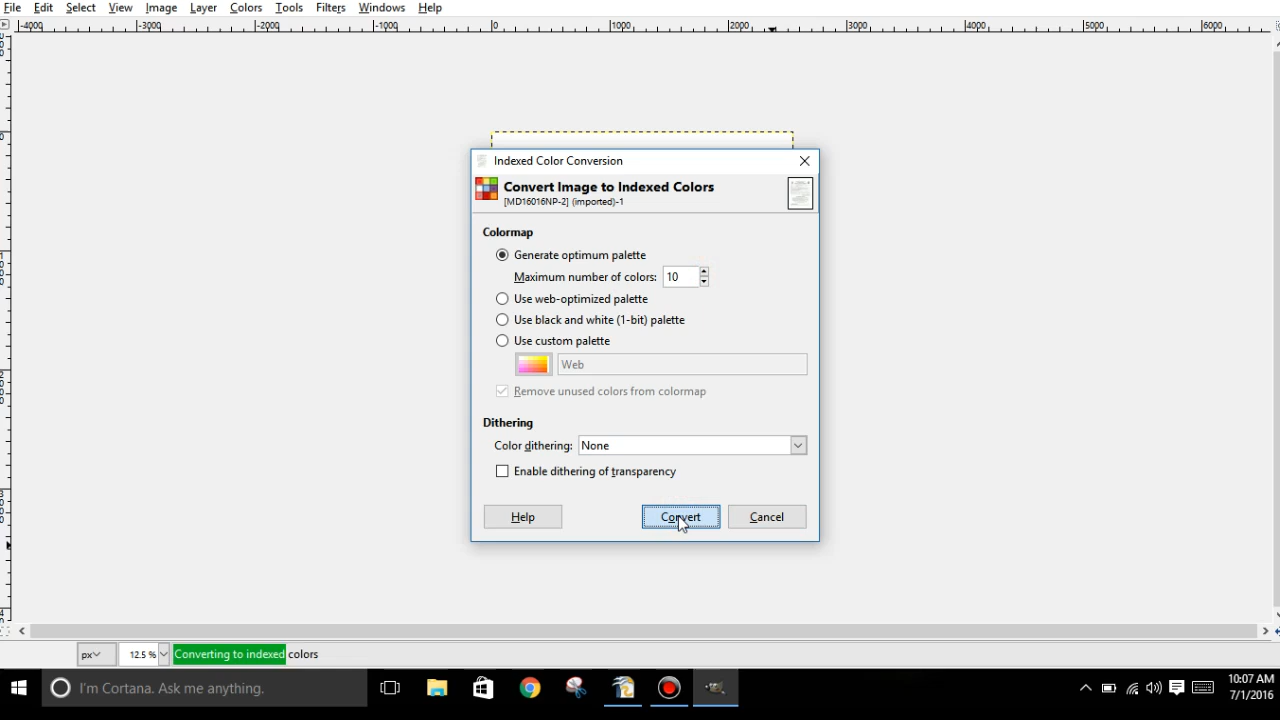 File Edit Select View Image Layer Colors Tools Filters Windows Help
-4000 -3000 -2000 -1000 0 1000 2000 3000 4000 5000 6000
Indexed Color Conversion
Convert Image to Indexed Colors
[MD16016NP-2] (imported)-1
Colormap
Generate optimum palette
Maximum number of colors: 10
Use web-optimized palette
Use black and white (1-bit) palette
Use custom palette
Web
Remove unused colors from colormap
Dithering
Color dithering: None
Enable dithering of transparency
Help Convert Cancel
px 12.5 % Converting to indexed colors
I'm Cortana. Ask me anything.
10:07 AM
7/1/2016